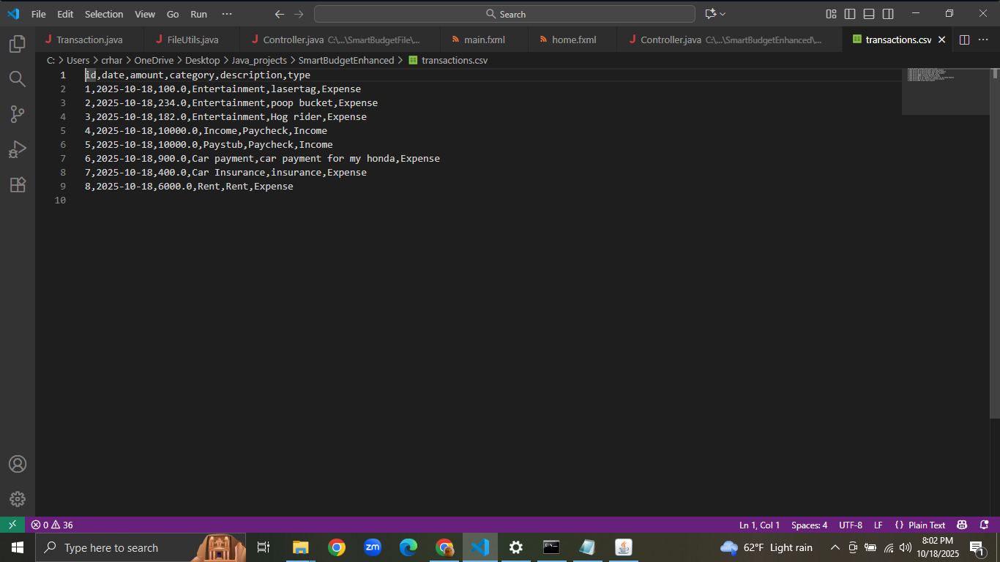 File Edit Selection View Go Run ··· Search
Transaction.java FileUtils.java Controller.java C:\...\SmartBudgetFile\... main.fxml home.fxml Controller.java C:\...\SmartBudgetEnhanced\... transactions.csv
C: > Users > crhar > OneDrive > Desktop > Java_projects > SmartBudgetEnhanced > transactions.csv
1 id,date,amount,category,description,type
2 1,2025-10-18,100.0,Entertainment,lasertag,Expense
3 2,2025-10-18,234.0,Entertainment,poop bucket,Expense
4 3,2025-10-18,182.0,Entertainment,Hog rider,Expense
5 4,2025-10-18,10000.0,Income,Paycheck,Income
6 5,2025-10-18,10000.0,Paystub,Paycheck,Income
7 6,2025-10-18,900.0,Car payment,car payment for my honda,Expense
8 7,2025-10-18,400.0,Car Insurance,insurance,Expense
9 8,2025-10-18,6000.0,Rent,Rent,Expense
10
0 36 Ln 1, Col 1 Spaces: 4 UTF-8 LF {} Plain Text
Type here to search zm 62°F Light rain 8:02 PM
10/18/2025 1